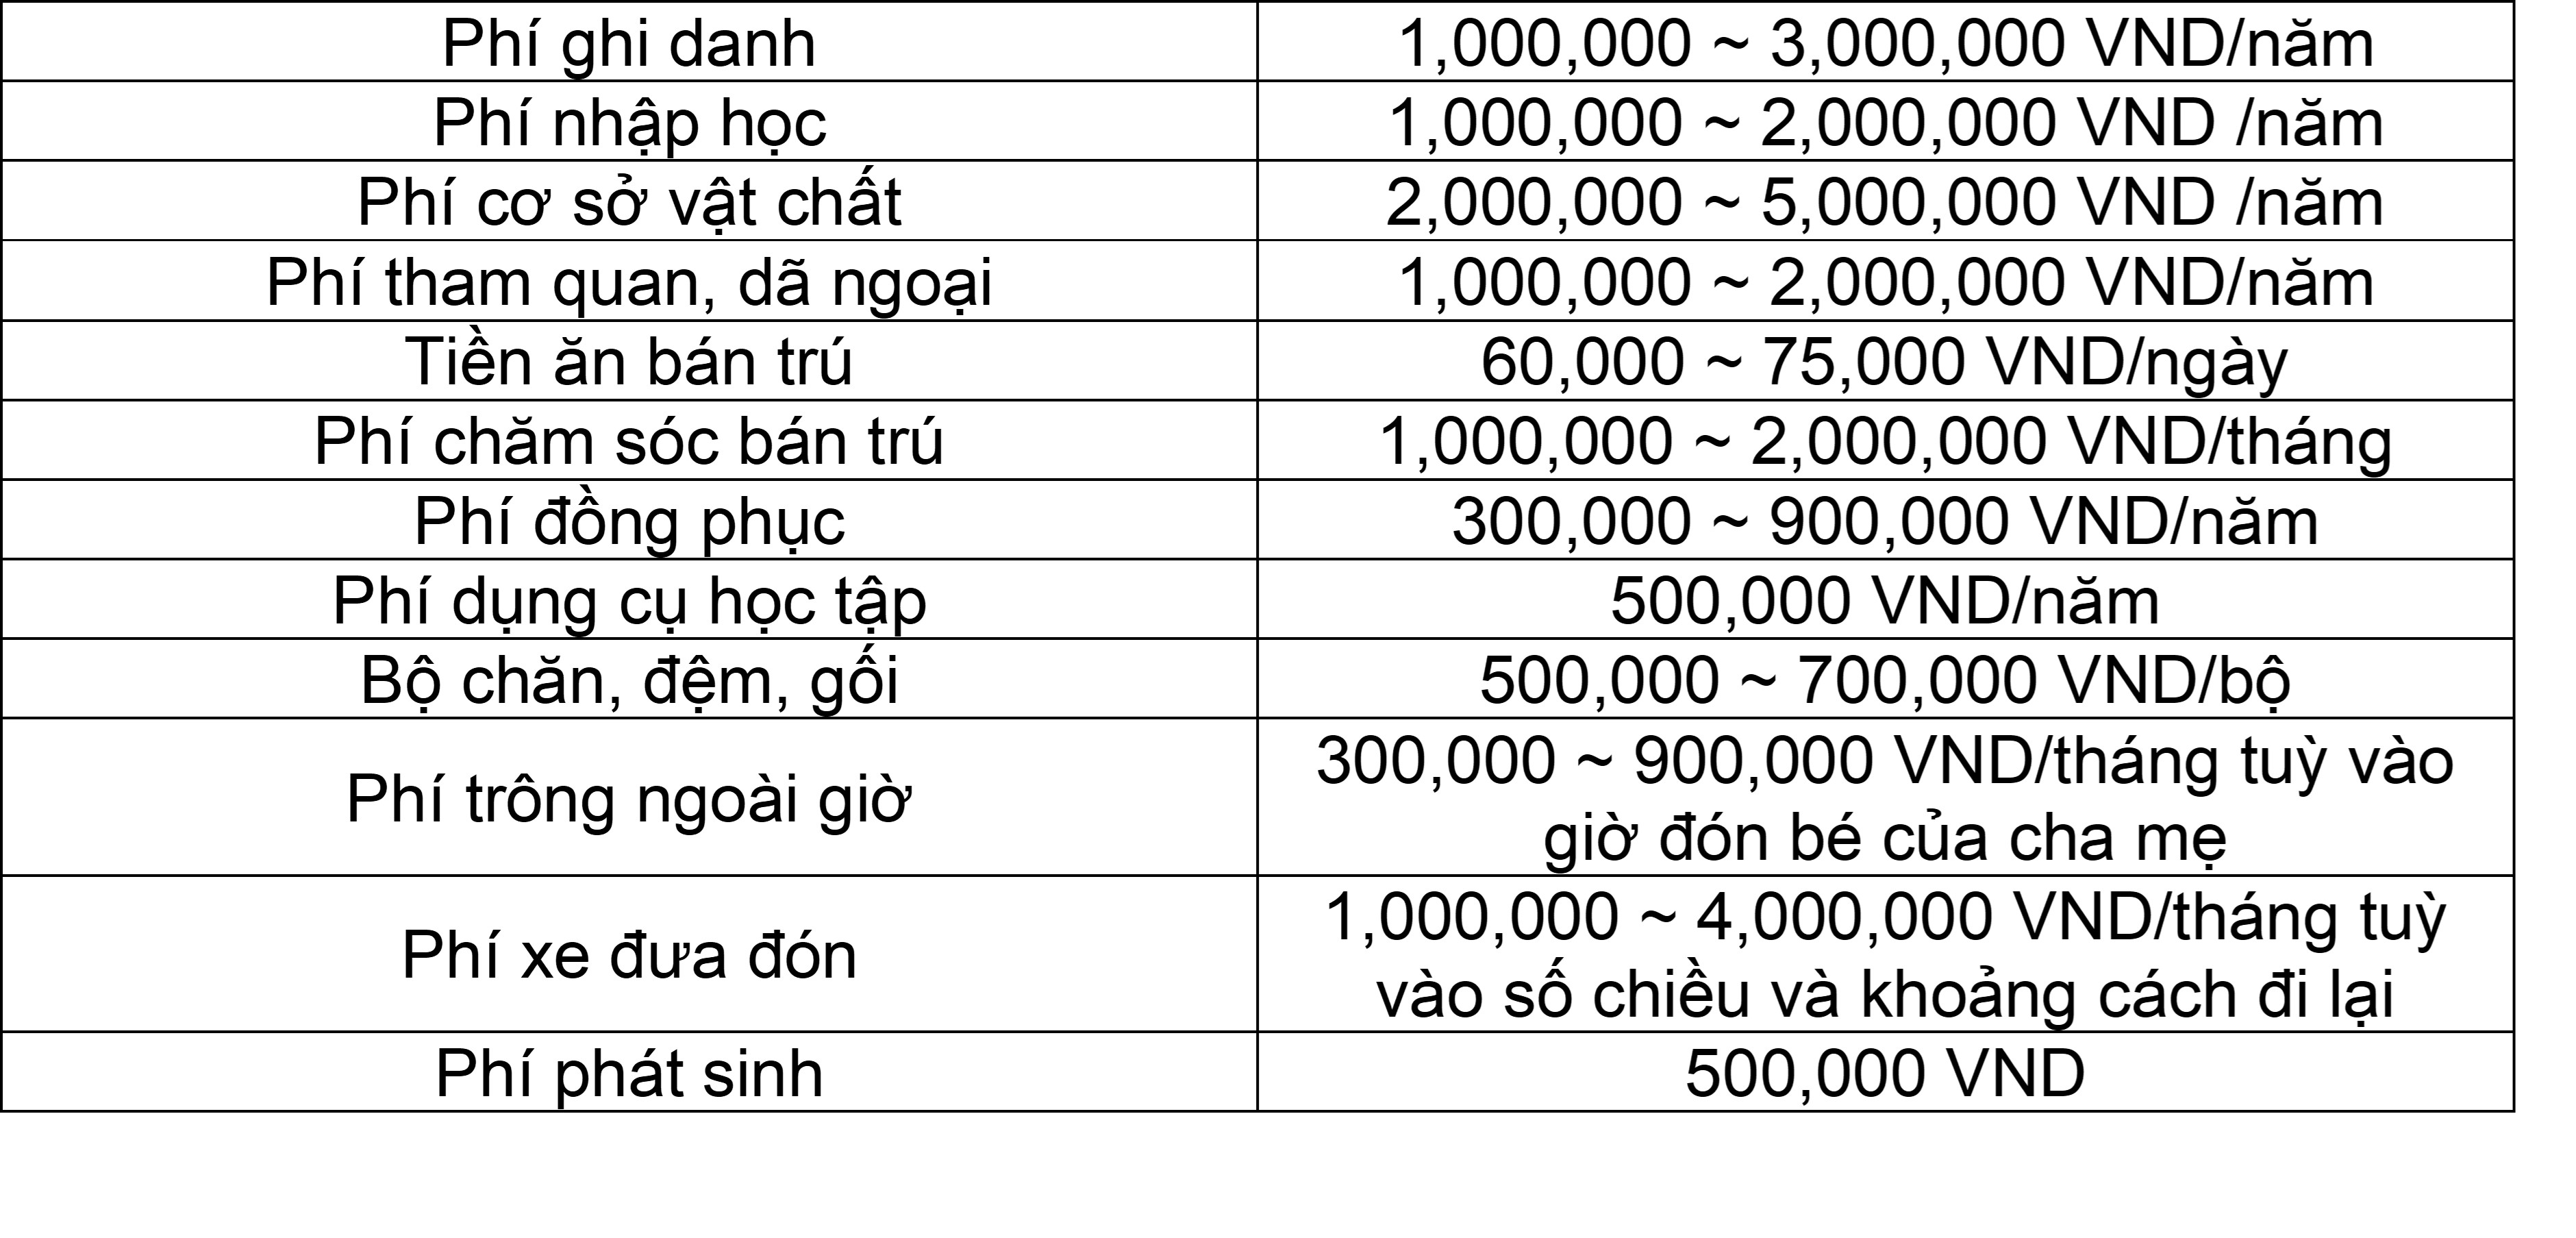 Phí ghi danh 1,000,000 ~ 3,000,000 VND/năm
Phí nhập học 1,000,000 ~ 2,000,000 VND /năm
Phí cơ sở vật chất 2,000,000 ~ 5,000,000 VND /năm
Phí tham quan, dã ngoại 1,000,000 ~ 2,000,000 VND/năm
Tiền ăn bán trú 60,000 ~ 75,000 VND/ngày
Phí chăm sóc bán trú 1,000,000 ~ 2,000,000 VND/tháng
Phí đồng phục 300,000 ~ 900,000 VND/năm
Phí dụng cụ học tập 500,000 VND/năm
Bộ chăn, đệm, gối 500,000 ~ 700,000 VND/bộ
Phí trông ngoài giờ 300,000 ~ 900,000 VND/tháng tuỳ vào
giờ đón bé của cha mẹ
Phí xe đưa đón 1,000,000 ~ 4,000,000 VND/tháng tuỳ
vào số chiều và khoảng cách đi lại
Phí phát sinh 500,000 VND